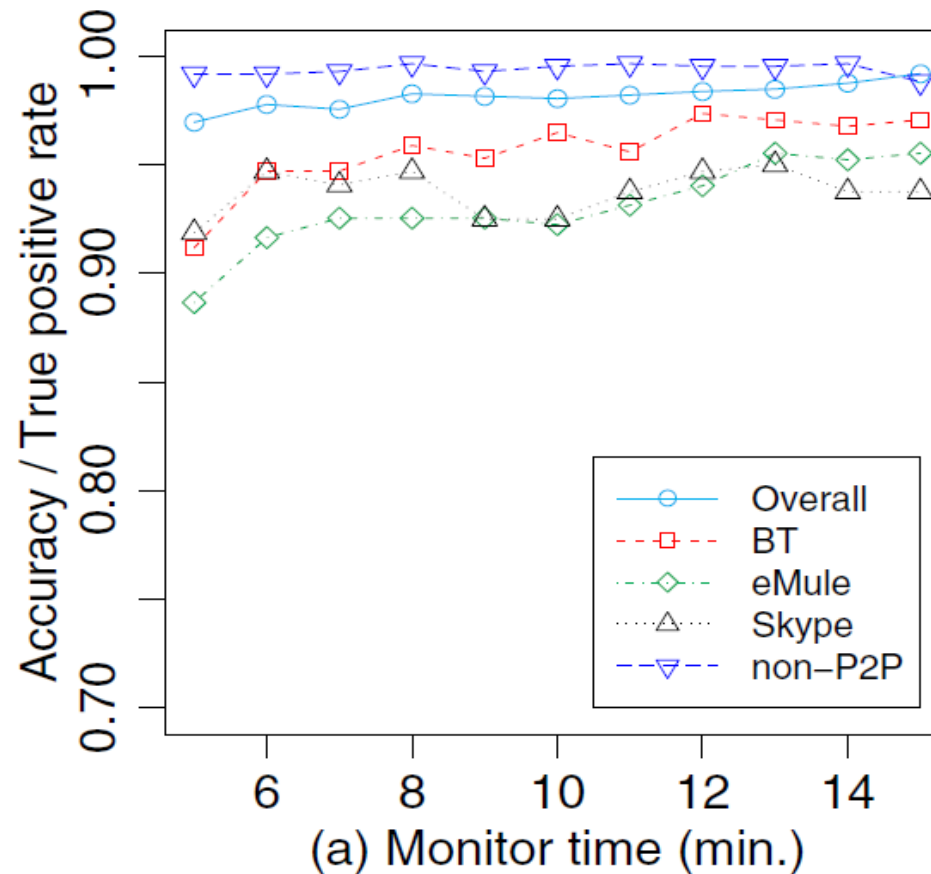 Accuracy / True positive rate
1.00
0.90
0.80
0.70
Overall
BT
eMule
Skype
non−P2P
6 8 10 12 14
(a) Monitor time (min.)